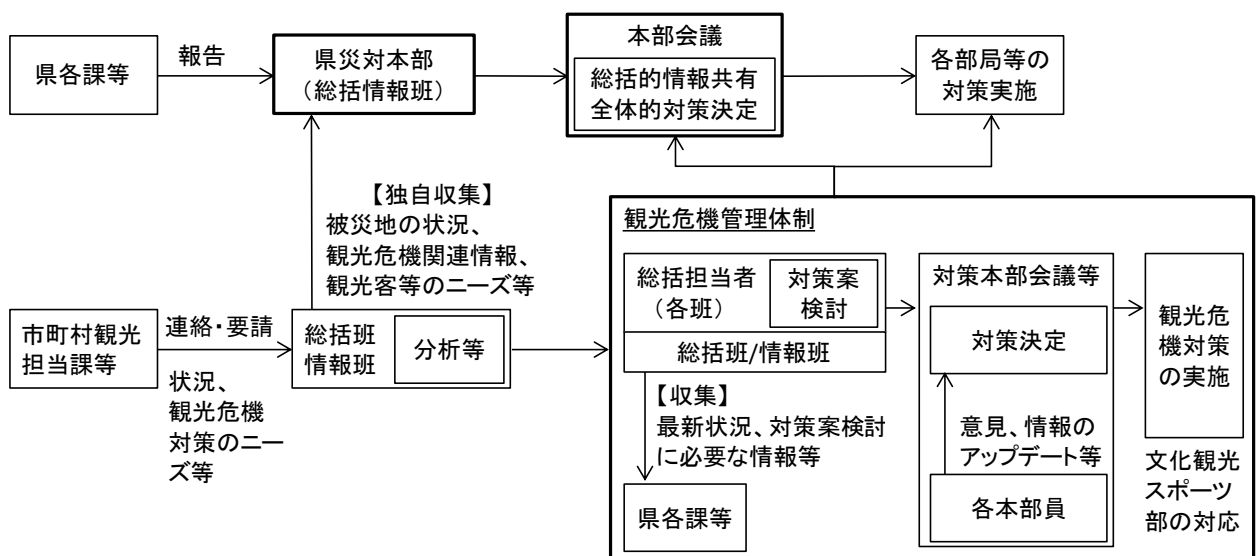 県各課等
報告
県災対本部
（総括情報班）
本部会議
総括的情報共有
全体的対策決定
各部局等の
対策実施
【独自収集】
被災地の状況、
観光危機関連情報、
観光客等のニーズ等
市町村観光
担当課等
連絡・要請
状況、
観光危機
対策のニー
ズ等
総括班
情報班
分析等
観光危機管理体制
総括担当者
（各班）
対策案
検討
総括班/情報班
【収集】
最新状況、対策案検討
に必要な情報等
県各課等
対策本部会議等
対策決定
意見、情報の
アップデート等
各本部員
観光危
機対策
の実施
文化観光
スポーツ
部の対応